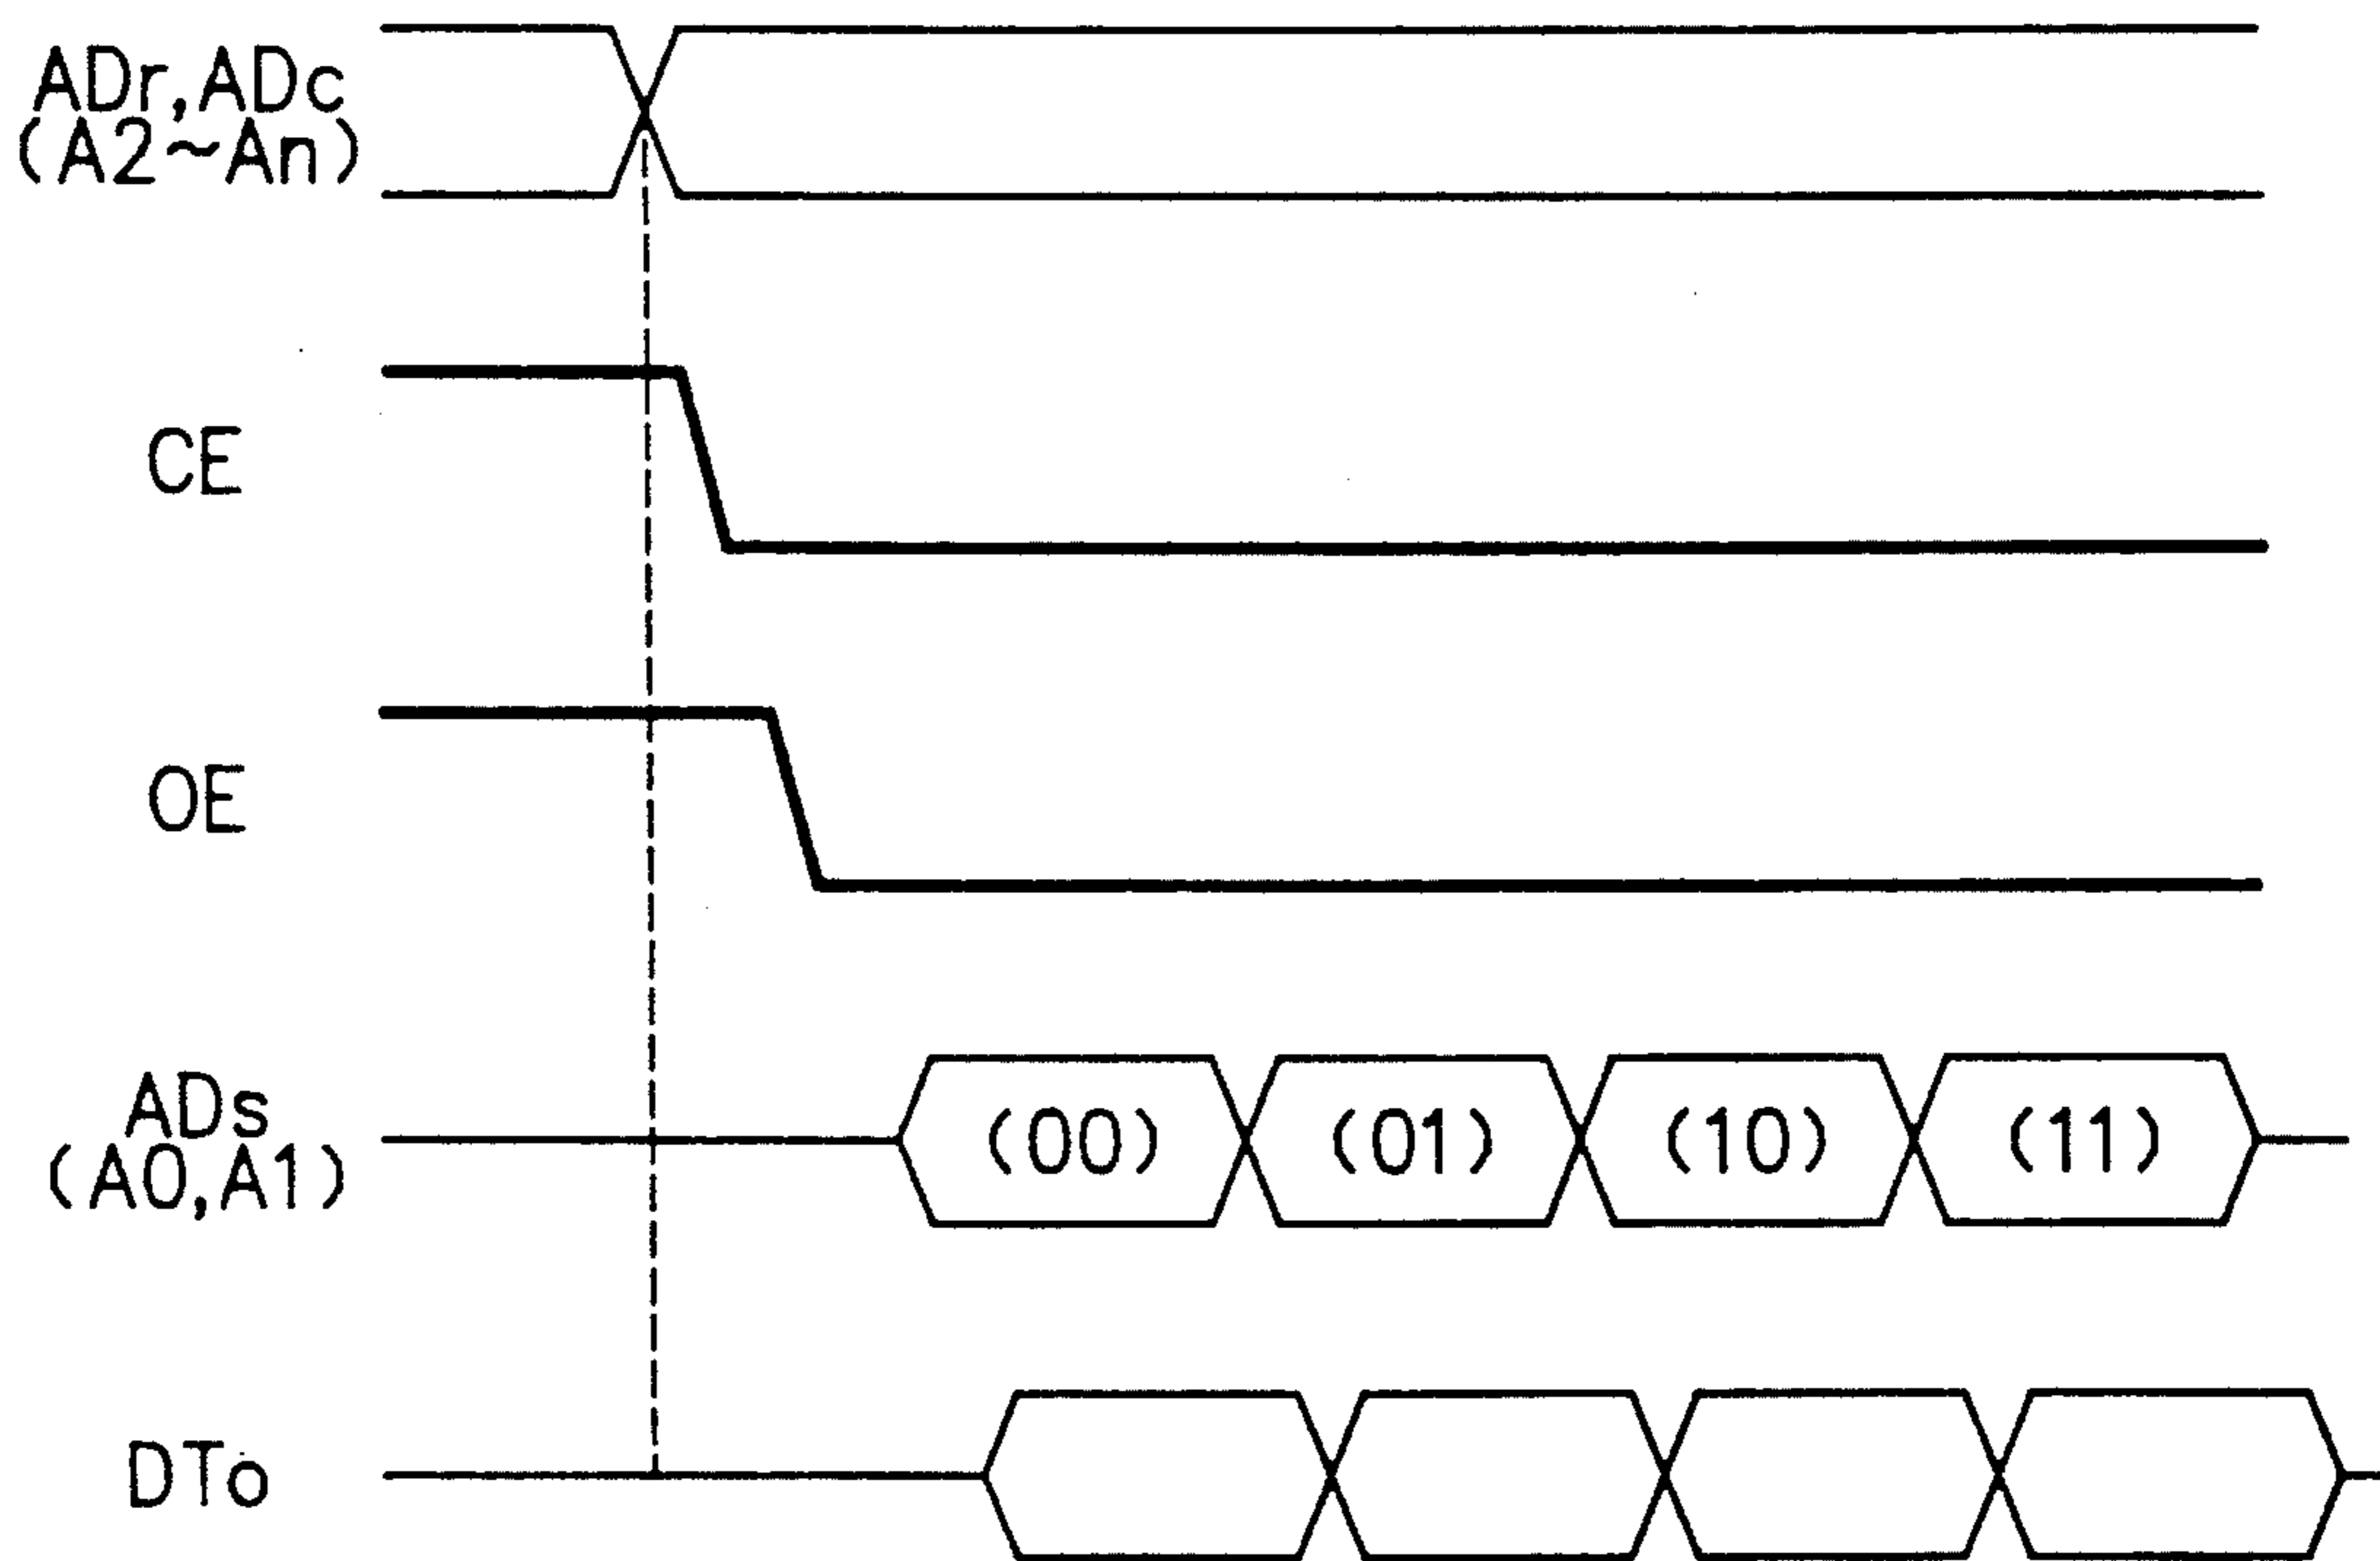 ADr,ADc
(A2~An)
CE
OE
ADs
(A0,A1)
(00) (01) (10) (11)
DTo